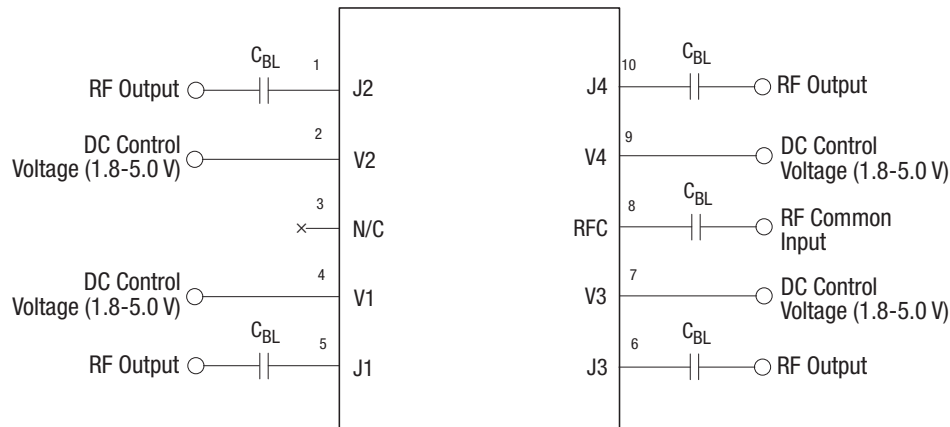 C_BL
1
RF Output
J2
DC Control
Voltage (1.8-5.0 V)
2
V2
3
N/C
DC Control
Voltage (1.8-5.0 V)
4
V1
C_BL
5
RF Output
J1
10
C_BL
J4
RF Output
9
V4
DC Control
Voltage (1.8-5.0 V)
C_BL
8
RFC
RF Common
Input
7
V3
DC Control
Voltage (1.8-5.0 V)
C_BL
6
J3
RF Output